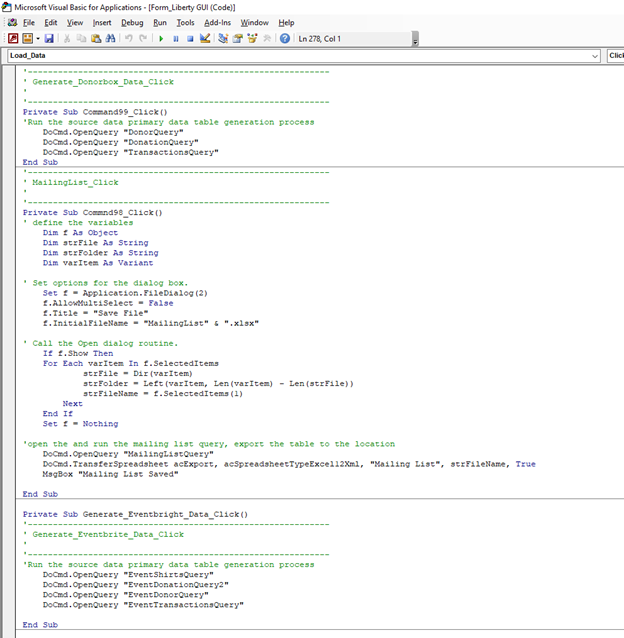 Microsoft Visual Basic for Applications - [Form_Liberty GUI (Code)]
File Edit View Insert Debug Run Tools Add-Ins Window Help
Ln 278, Col 1
Load_Data Clic
'------------------------------------------------------------
' Generate_Donorbox_Data_Click
'
'------------------------------------------------------------
Private Sub Command99_Click()
'Run the source data primary data table generation process
DoCmd.OpenQuery "DonorQuery"
DoCmd.OpenQuery "DonationQuery"
DoCmd.OpenQuery "TransactionsQuery"
End Sub
'------------------------------------------------------------
' MailingList_Click
'
'------------------------------------------------------------
Private Sub Commnd98_Click()
' define the variables
Dim f As Object
Dim strFile As String
Dim strFolder As String
Dim varItem As Variant
' Set options for the dialog box.
Set f = Application.FileDialog(2)
f.AllowMultiSelect = False
f.Title = "Save File"
f.InitialFileName = "MailingList" & ".xlsx"
' Call the Open dialog routine.
If f.Show Then
For Each varItem In f.SelectedItems
strFile = Dir(varItem)
strFolder = Left(varItem, Len(varItem) - Len(strFile))
strFileName = f.SelectedItems(1)
Next
End If
Set f = Nothing
'open the and run the mailing list query, export the table to the location
DoCmd.OpenQuery "MailingListQuery"
DoCmd.TransferSpreadsheet acExport, acSpreadsheetTypeExcel12Xml, "Mailing List", strFileName, True
MsgBox "Mailing List Saved"
End Sub
Private Sub Generate_Eventbright_Data_Click()
'------------------------------------------------------------
' Generate_Eventbrite_Data_Click
'
'------------------------------------------------------------
'Run the source data primary data table generation process
DoCmd.OpenQuery "EventShirtsQuery"
DoCmd.OpenQuery "EventDonationQuery2"
DoCmd.OpenQuery "EventDonorQuery"
DoCmd.OpenQuery "EventTransactionsQuery"
End Sub